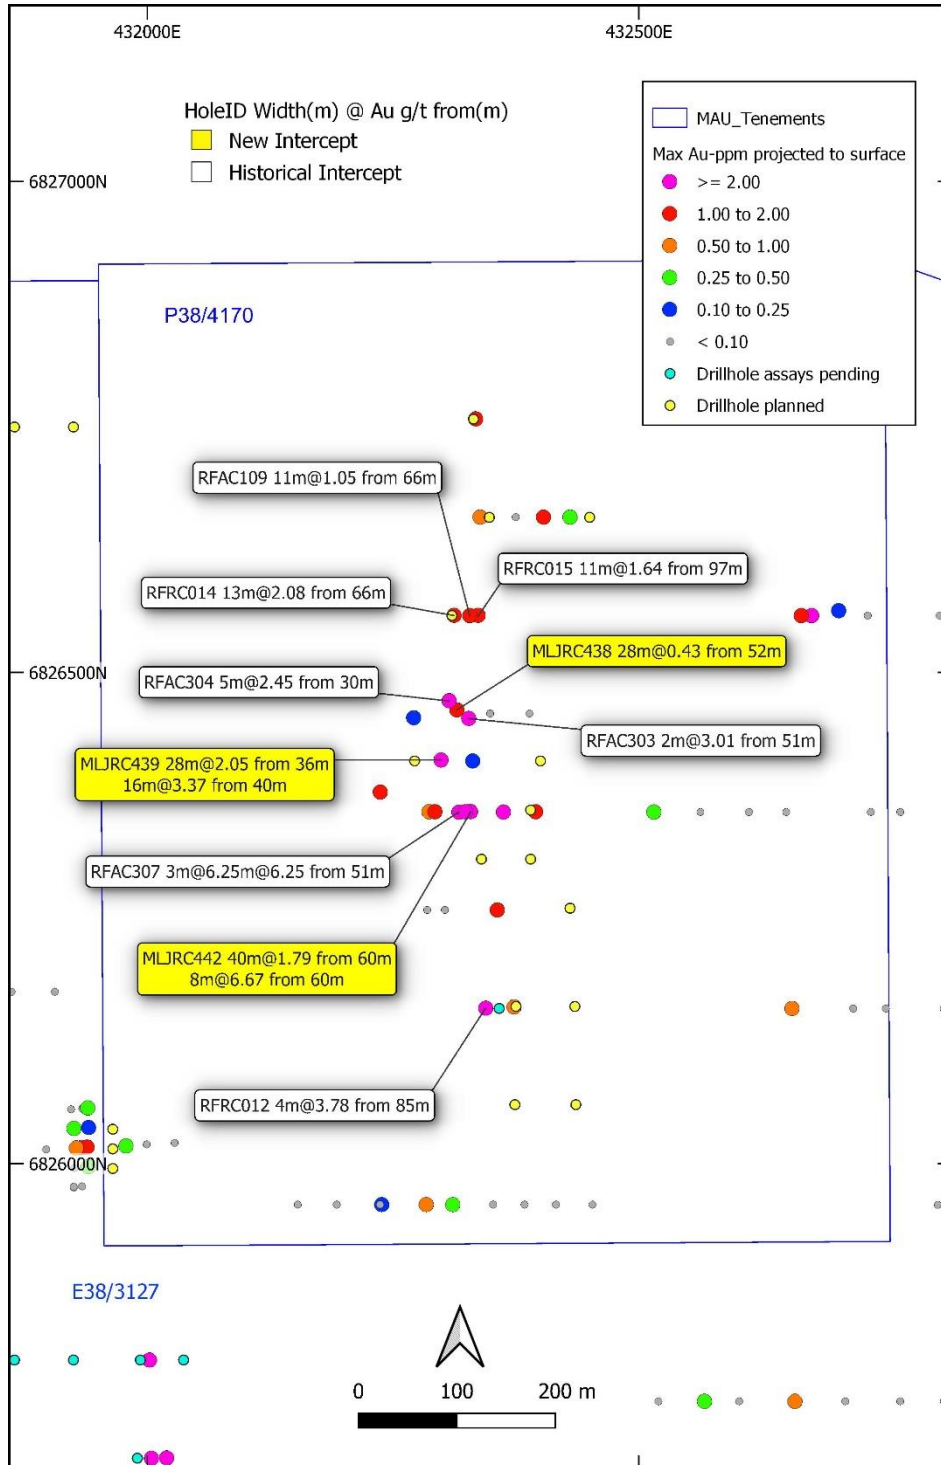 432000E
432500E
HoleID Width(m) @ Au g/t from(m)
New Intercept
Historical Intercept
MAU_Tenements
Max Au-ppm projected to surface
>= 2.00
1.00 to 2.00
0.50 to 1.00
0.25 to 0.50
0.10 to 0.25
< 0.10
Drillhole assays pending
Drillhole planned
6827000N
P38/4170
RFAC109 11m@1.05 from 66m
RFRC015 11m@1.64 from 97m
RFRC014 13m@2.08 from 66m
MLJRC438 28m@0.43 from 52m
6826500N
RFAC304 5m@2.45 from 30m
RFAC303 2m@3.01 from 51m
MLJRC439 28m@2.05 from 36m
16m@3.37 from 40m
RFAC307 3m@6.25m@6.25 from 51m
MLJRC442 40m@1.79 from 60m
8m@6.67 from 60m
RFRC012 4m@3.78 from 85m
6826000N
E38/3127
0 100 200 m